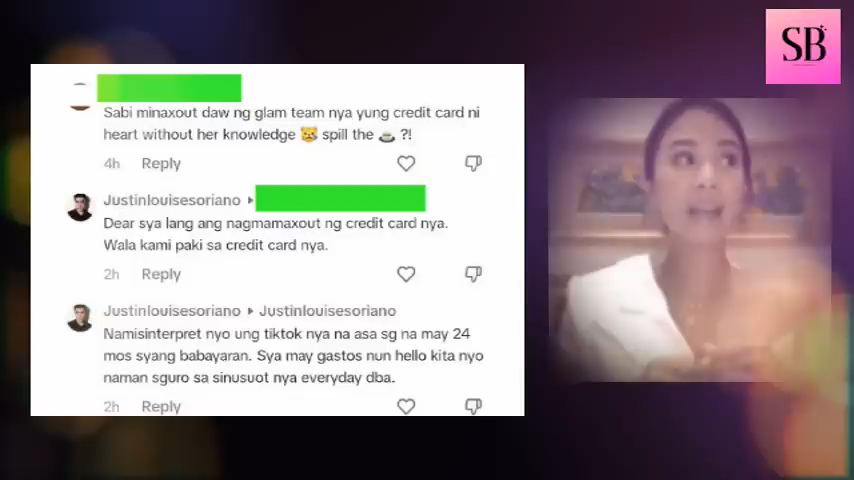 SB
Sabi minaxout daw ng glam team nya yung credit card ni
heart without her knowledge 😹 spill the ☕ ?!
4h Reply
Justinlouisesoriano ▸
Dear sya lang ang nagmamaxout ng credit card nya.
Wala kami paki sa credit card nya.
2h Reply
Justinlouisesoriano ▸ Justinlouisesoriano
Namisinterpret nyo ung tiktok nya na asa sg na may 24
mos syang babayaran. Sya may gastos nun hello kita nyo
naman sguro sa sinusuot nya everyday dba.
2h Reply